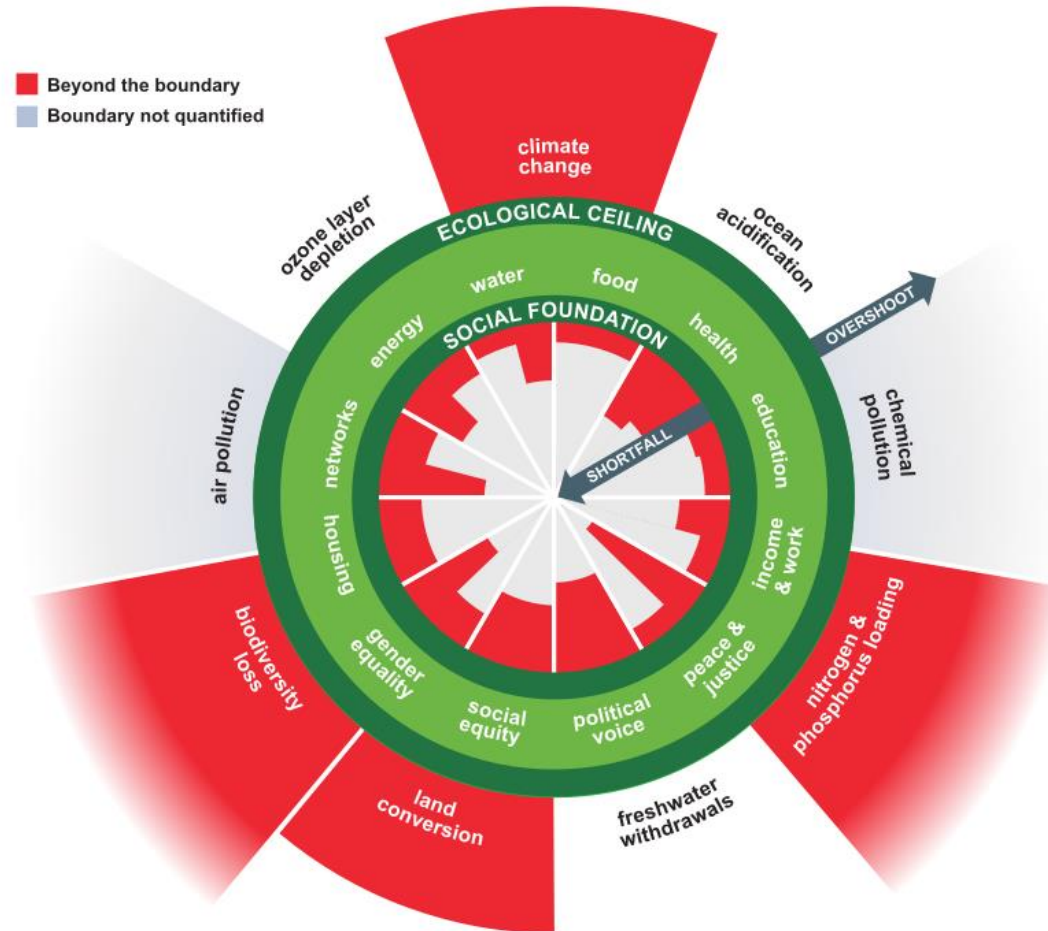 Beyond the boundary
Boundary not quantified
climate
change
ozone layer
depletion
ocean
acidification
ECOLOGICAL CEILING
water
food
energy
health
SOCIAL FOUNDATION
OVERSHOOT
SHORTFALL
networks
education
air pollution
chemical
pollution
housing
income
& work
biodiversity
loss
gender
equality
peace &
justice
nitrogen &
phosphorus loading
social
equity
political
voice
land
conversion
freshwater
withdrawals